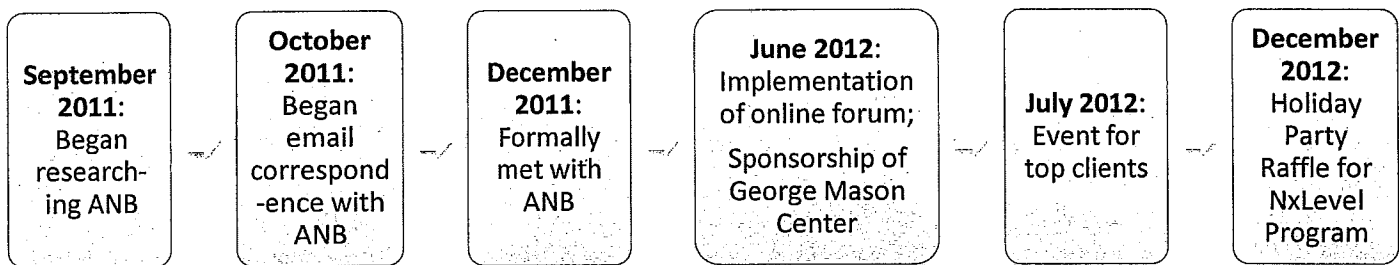 September
2011:
Began
research-
ing ANB
October
2011:
Began
email
correspond
-ence with
ANB
December
2011:
Formally
met with
ANB
June 2012:
Implementation
of online forum;
Sponsorship of
George Mason
Center
July 2012:
Event for
top clients
December
2012:
Holiday
Party
Raffle for
NxLevel
Program